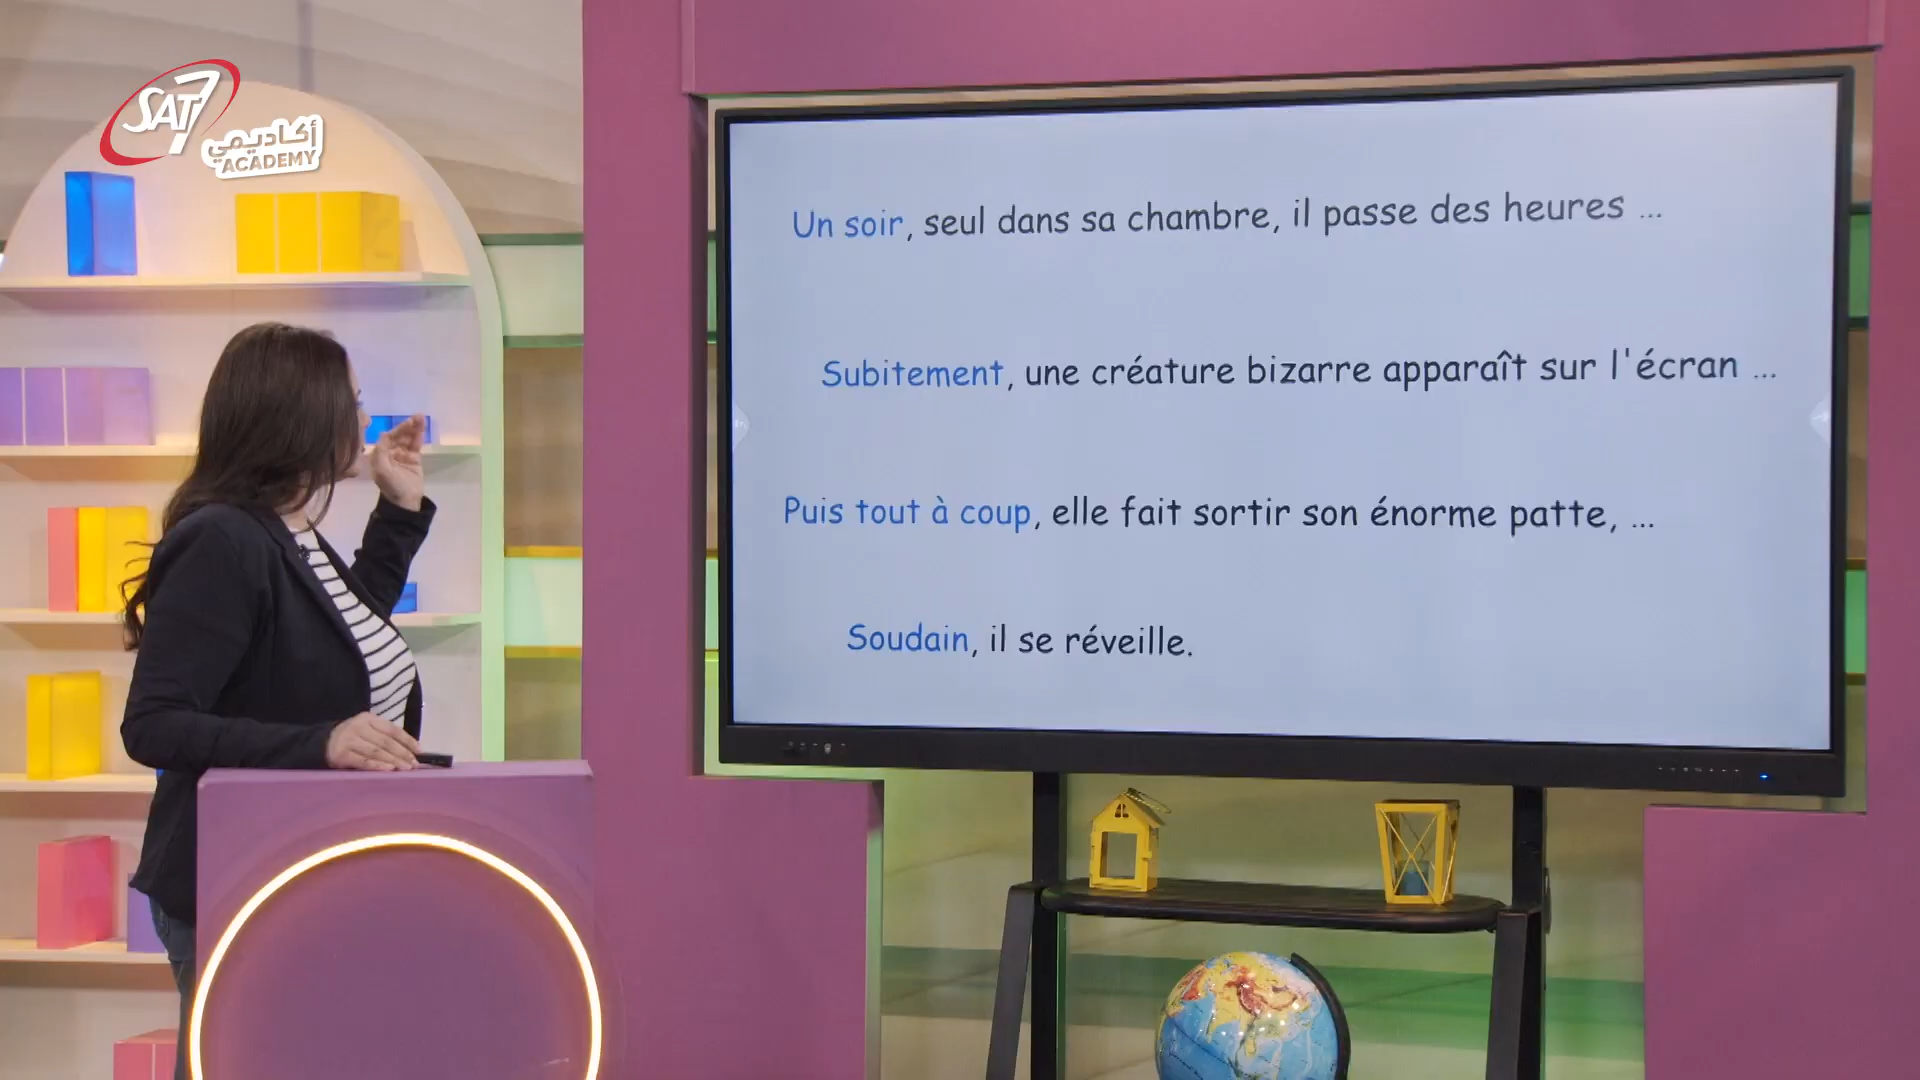 SAT7
أكاديمي
ACADEMY
Un soir, seul dans sa chambre, il passe des heures ...
Subitement, une créature bizarre apparaît sur l'écran ...
Puis tout à coup, elle fait sortir son énorme patte, ...
Soudain, il se réveille.